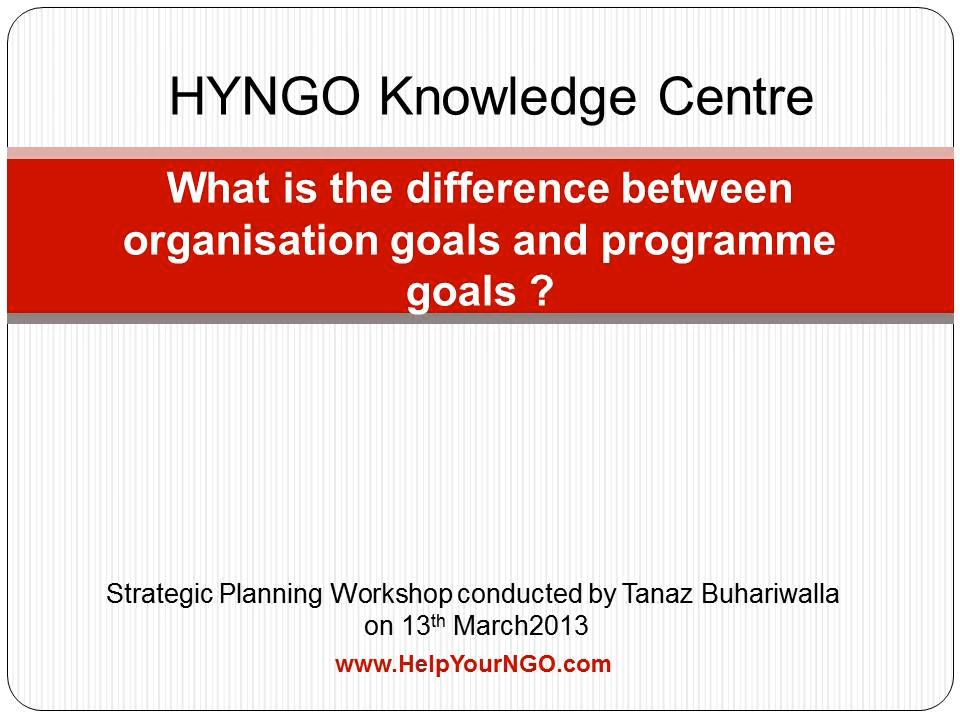 HYNGO Knowledge Centre
What is the difference between
organisation goals and programme
goals ?
Strategic Planning Workshop conducted by Tanaz Buhariwalla
on 13th March2013
www.HelpYourNGO.com